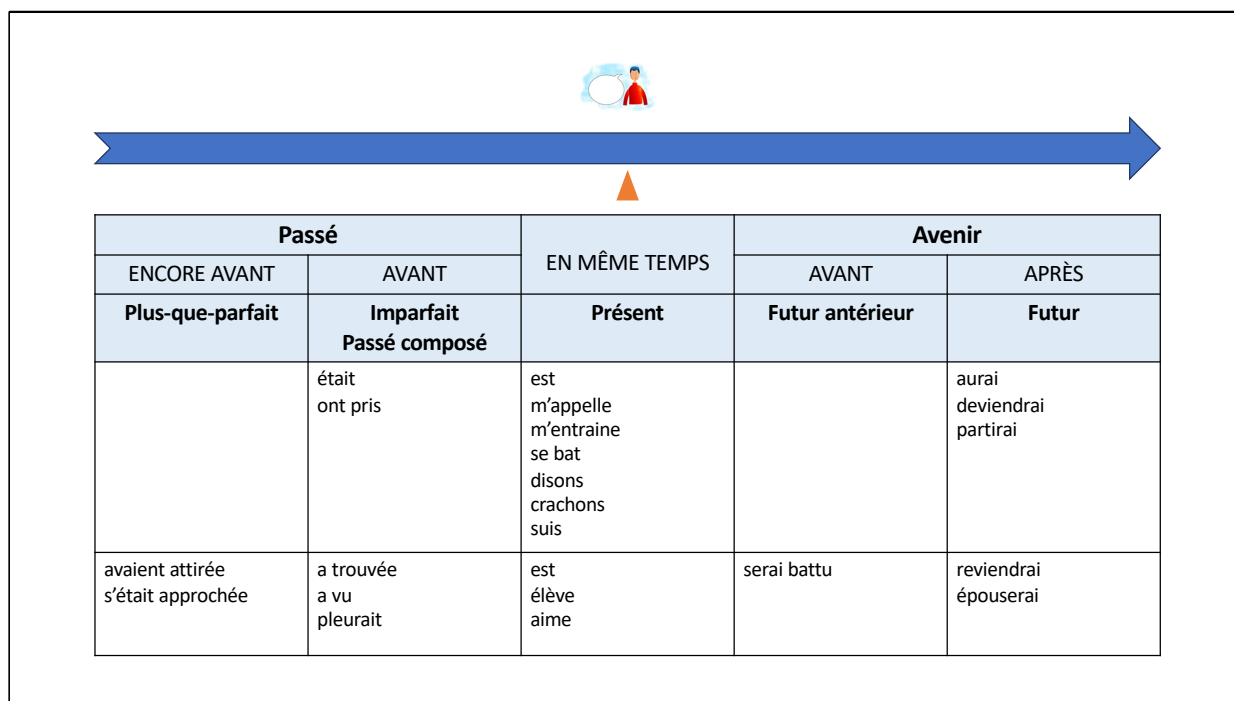 Passé
EN MÊME TEMPS
Avenir
ENCORE AVANT
AVANT
AVANT
APRÈS
Plus-que-parfait
Imparfait
Passé composé
Présent
Futur antérieur
Futur
était
ont pris
est
m'appelle
m'entraine
se bat
disons
crachons
suis
aurai
deviendrai
partirai
avaient attirée
s'était approchée
a trouvée
a vu
pleurait
est
élève
aime
serai battu
reviendrai
épouserai